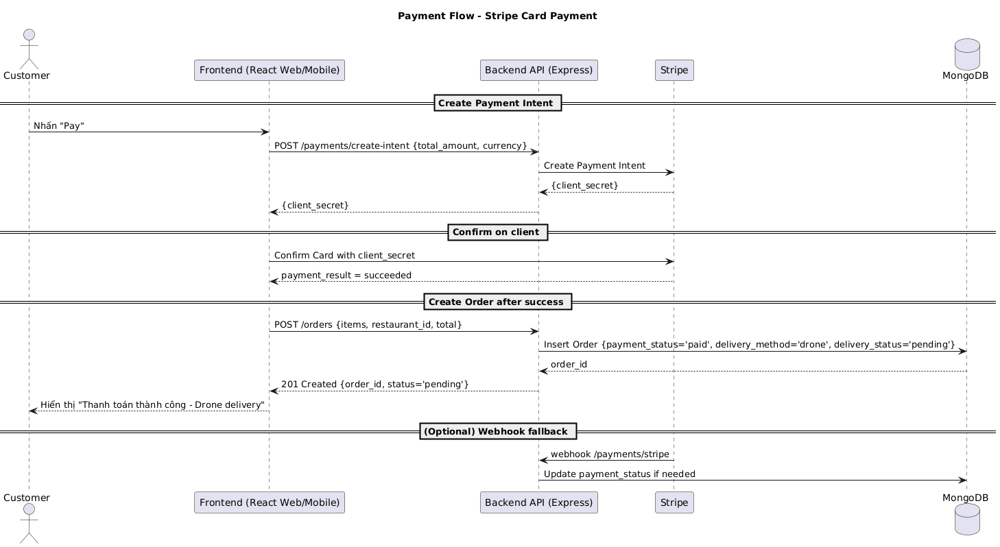 Payment Flow - Stripe Card Payment
Customer
Frontend (React Web/Mobile)
Backend API (Express)
Stripe
MongoDB
Create Payment Intent
Nhấn "Pay"
POST /payments/create-intent {total_amount, currency}
Create Payment Intent
{client_secret}
{client_secret}
Confirm on client
Confirm Card with client_secret
payment_result = succeeded
Create Order after success
POST /orders {items, restaurant_id, total}
Insert Order {payment_status='paid', delivery_method='drone', delivery_status='pending'}
order_id
201 Created {order_id, status='pending'}
Hiển thị "Thanh toán thành công - Drone delivery"
(Optional) Webhook fallback
webhook /payments/stripe
Update payment_status if needed
Customer
Frontend (React Web/Mobile)
Backend API (Express)
Stripe
MongoDB